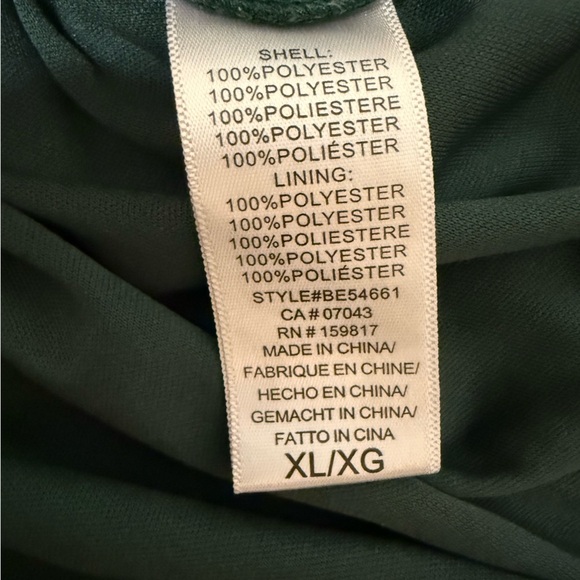 SHELL:
100%POLYESTER
100%POLYESTER
100%POLIESTERE
100%POLYESTER
100%POLIÉSTERE
LINING:
100%POLYESTER
100%POLYESTER
100%POLIESTERE
100%POLYESTER
100%POLIÉSTER
STYLE#BE54661
CA # 07043
RN # 159817
MADE IN CHINA/
FABRIQUE EN CHINE/
HECHO EN CHINA/
GEMACHT IN CHINA/
FATTO IN CINA
XL/XG